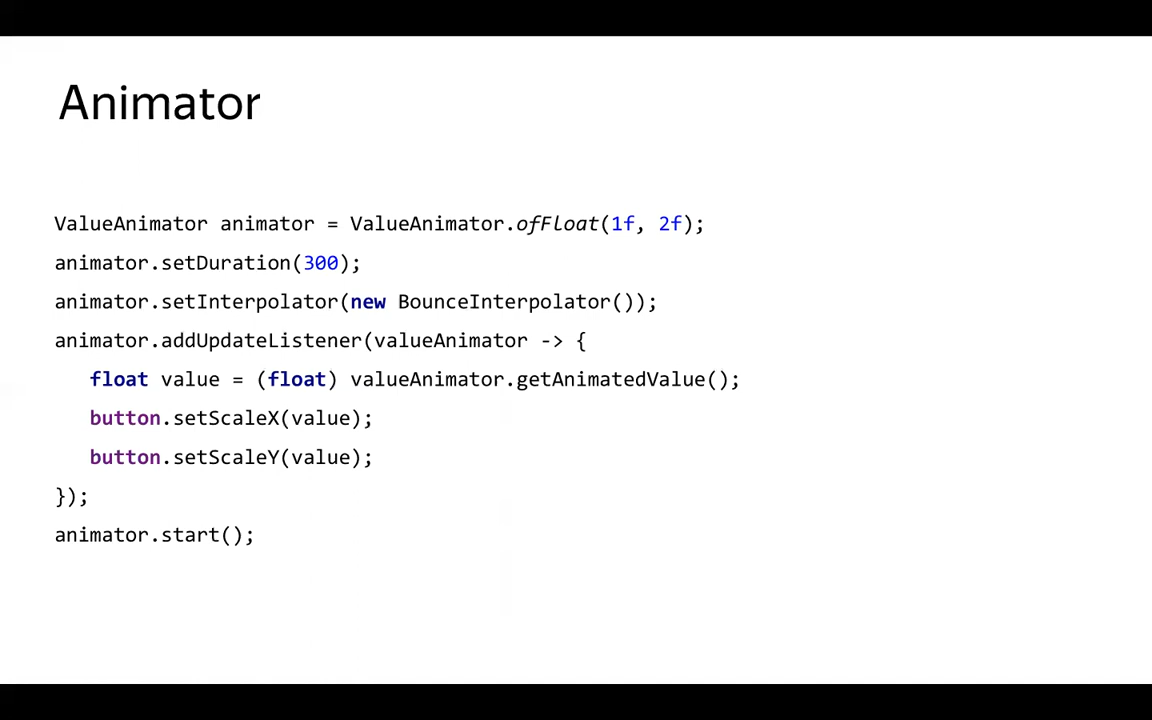 Animator
ValueAnimator animator = ValueAnimator.ofFloat(1f, 2f);
animator.setDuration(300);
animator.setInterpolator(new BounceInterpolator());
animator.addUpdateListener(valueAnimator -> {
   float value = (float) valueAnimator.getAnimatedValue();
   button.setScaleX(value);
   button.setScaleY(value);
});
animator.start();